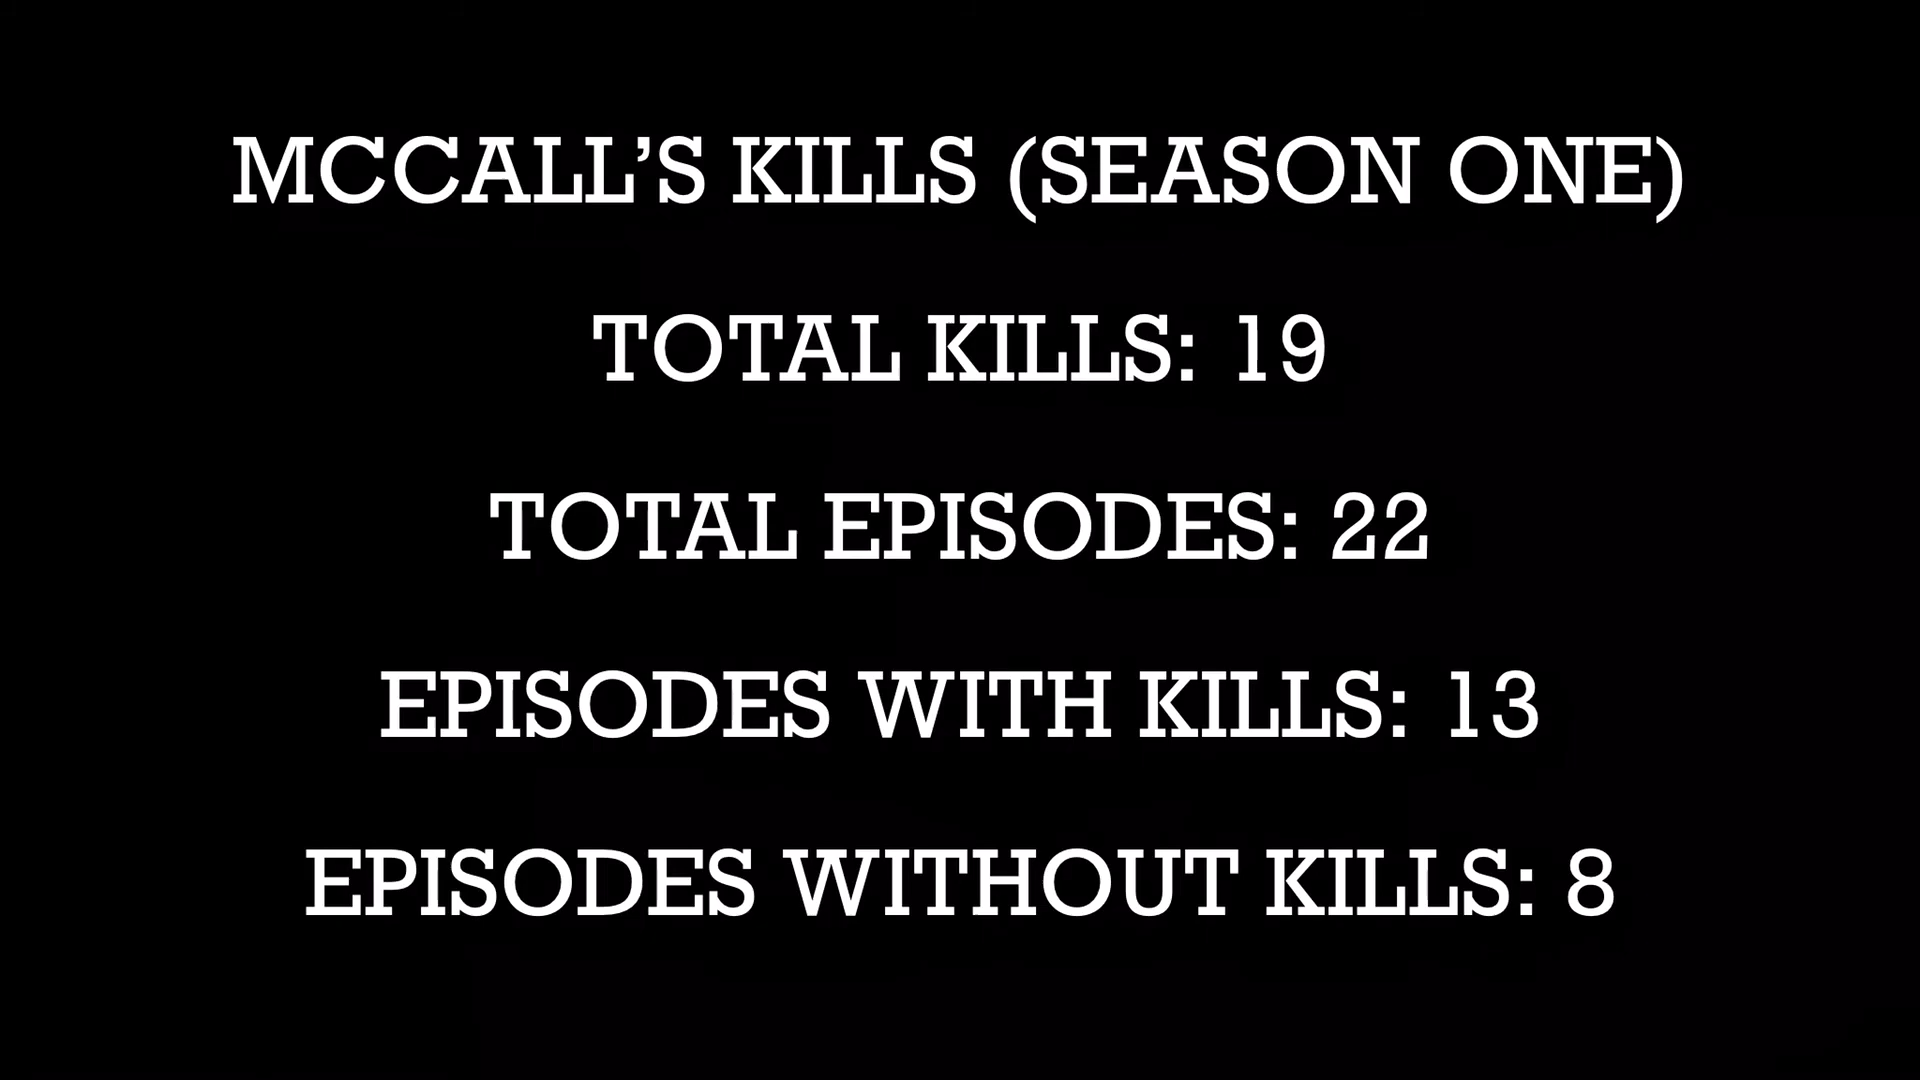 MCCALL’S KILLS (SEASON ONE)
TOTAL KILLS: 19
TOTAL EPISODES: 22
EPISODES WITH KILLS: 13
EPISODES WITHOUT KILLS: 8